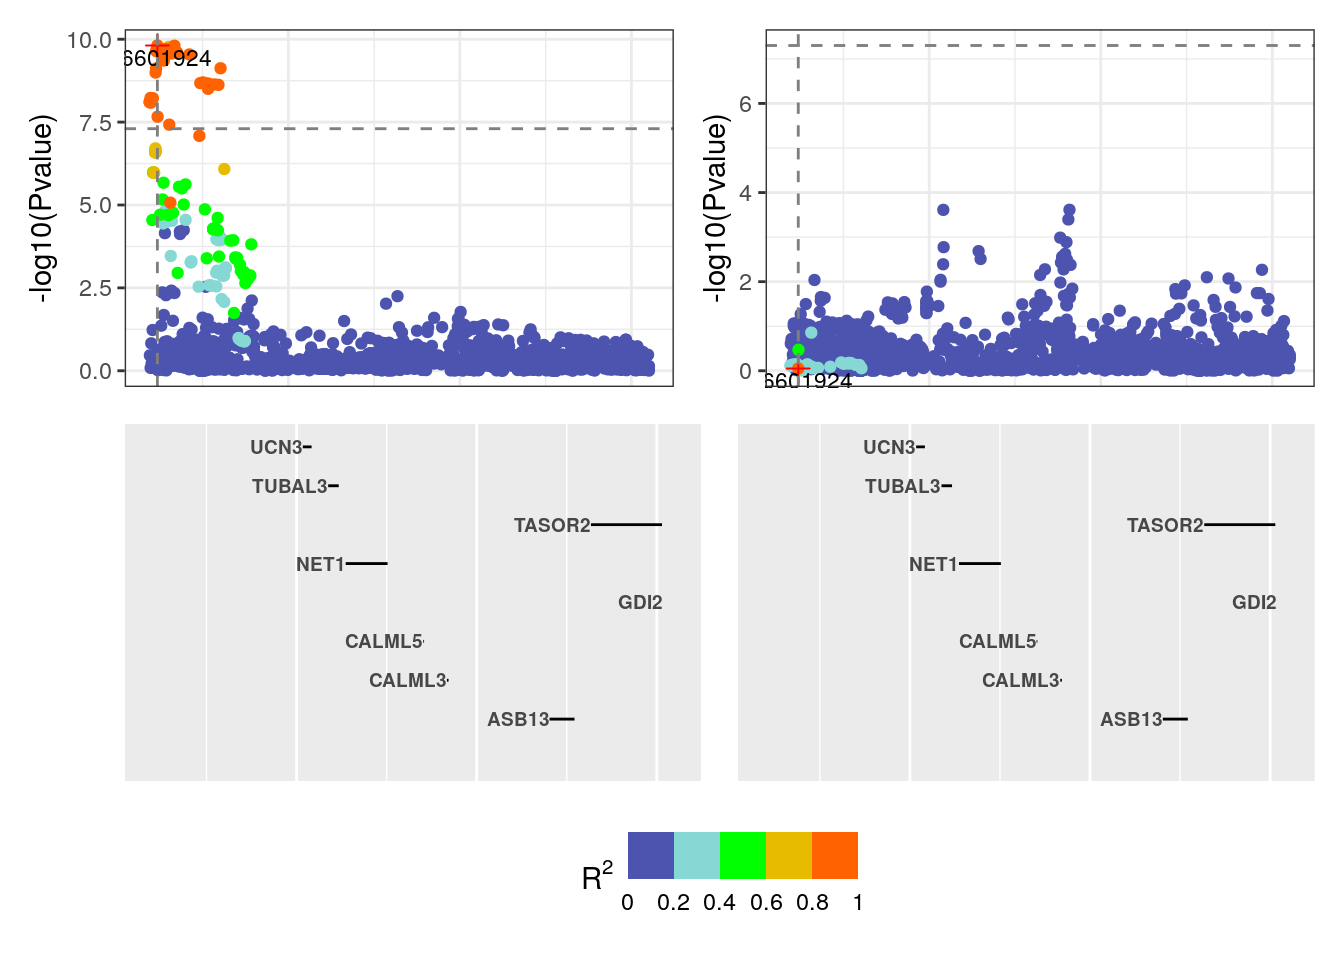 10.0
7.5
5.0
2.5
0.0
-log10(Pvalue)
6601924
6
4
2
0
-log10(Pvalue)
6601924
UCN3
TUBAL3
TASOR2
NET1
GDI2
CALML5
CALML3
ASB13
UCN3
TUBAL3
TASOR2
NET1
GDI2
CALML5
CALML3
ASB13
R²
0 0.2 0.4 0.6 0.8 1